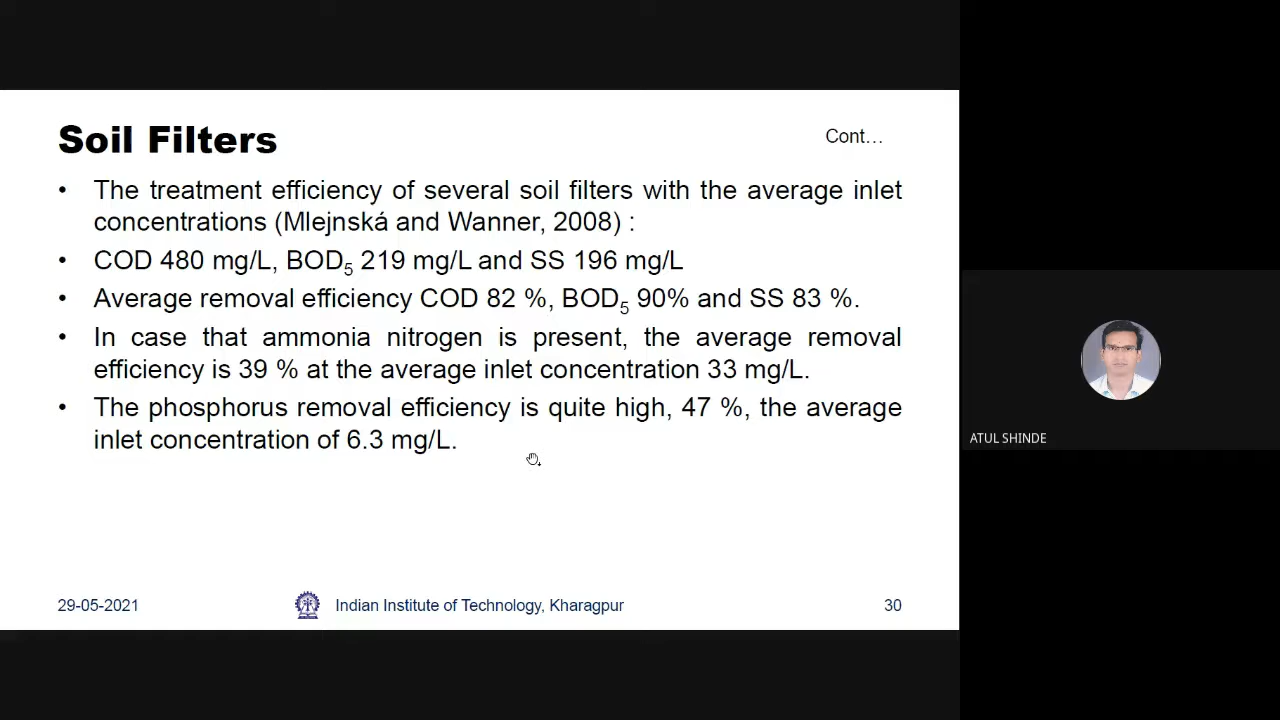 Soil Filters
Cont...
• The treatment efficiency of several soil filters with the average inlet
concentrations (Mlejnská and Wanner, 2008) :
• COD 480 mg/L, BOD₅ 219 mg/L and SS 196 mg/L
• Average removal efficiency COD 82 %, BOD₅ 90% and SS 83 %.
• In case that ammonia nitrogen is present, the average removal
efficiency is 39 % at the average inlet concentration 33 mg/L.
• The phosphorus removal efficiency is quite high, 47 %, the average
inlet concentration of 6.3 mg/L.
29-05-2021
Indian Institute of Technology, Kharagpur
30
ATUL SHINDE